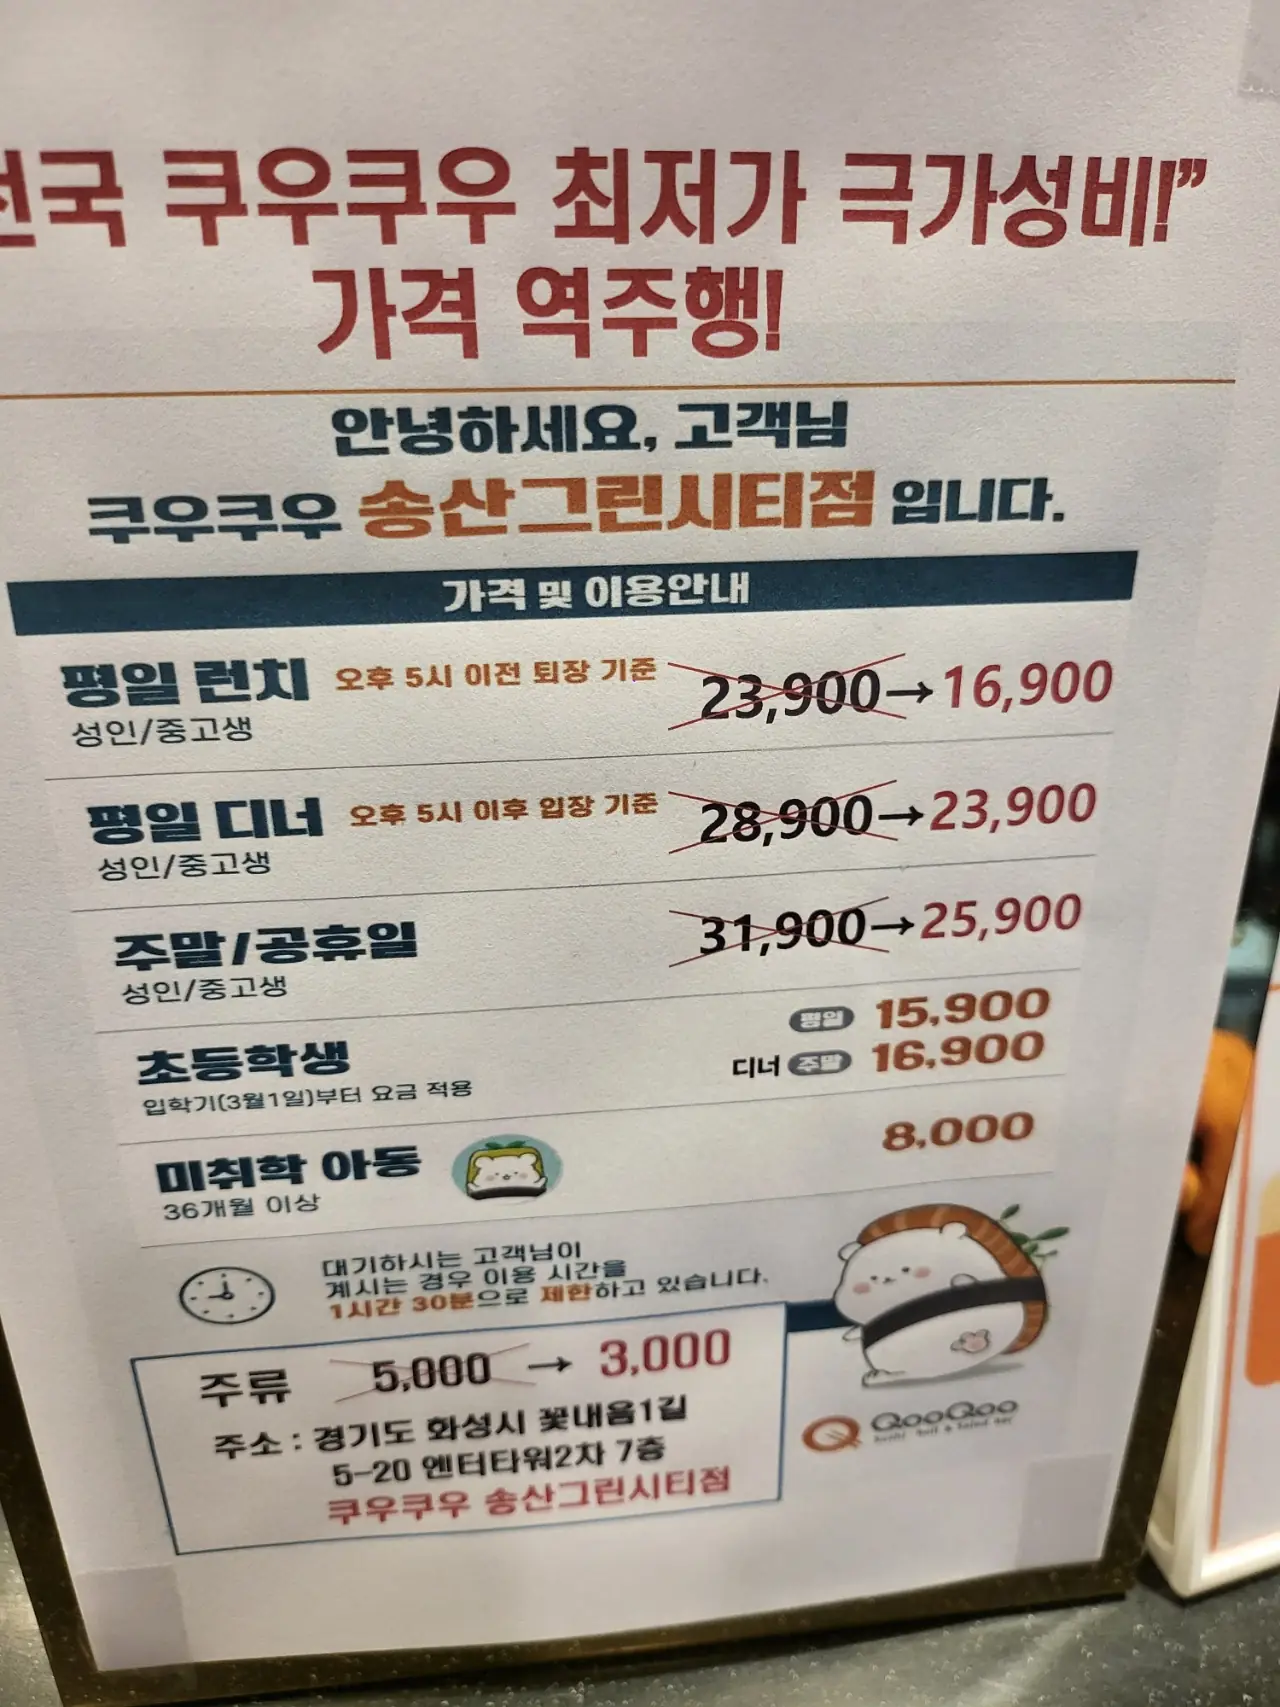 전국 쿠우쿠우 최저가 극가성비!”
가격 역주행!
안녕하세요, 고객님
쿠우쿠우 송산그린시티점 입니다.
가격 및 이용안내
평일 런치 오후 5시 이전 퇴장 기준 23,900→16,900
성인/중고생
평일 디너 오후 5시 이후 입장 기준 28,900→23,900
성인/중고생
주말/공휴일 31,900→25,900
성인/중고생
평일 15,900
초등학생 디너 주말 16,900
입학기(3월1일)부터 요금 적용
미취학 아동 8,000
36개월 이상
대기하시는 고객님이
계시는 경우 이용 시간을
1시간 30분으로 제한하고 있습니다.
주류 5,000 → 3,000
주소 : 경기도 화성시 꽃내음1길
5-20 엔터타워2차 7층
쿠우쿠우 송산그린시티점
QooQoo